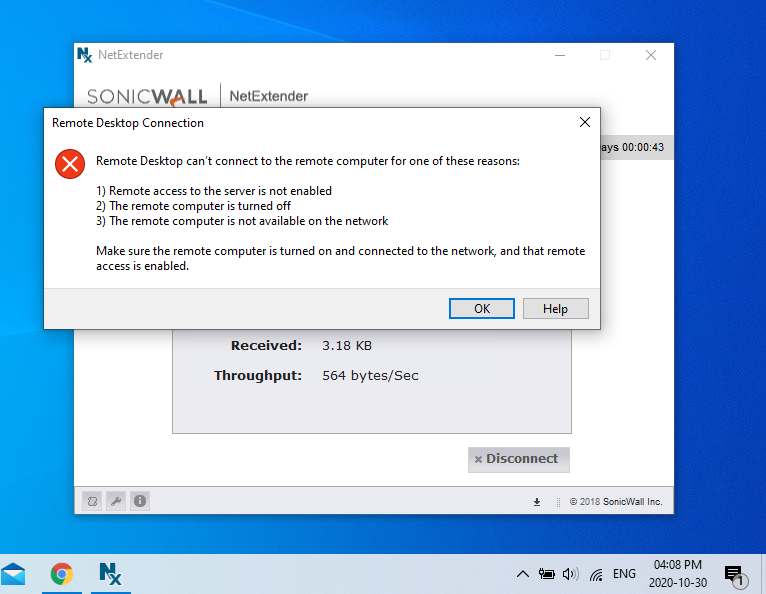 NetExtender
SONICWALL NetExtender
Remote Desktop Connection
ays 00:00:43
Remote Desktop can't connect to the remote computer for one of these reasons:
1) Remote access to the server is not enabled
2) The remote computer is turned off
3) The remote computer is not available on the network
Make sure the remote computer is turned on and connected to the network, and that remote
access is enabled.
OK Help
Received: 3.18 KB
Throughput: 564 bytes/Sec
Disconnect
© 2018 SonicWall Inc.
ENG
04:08 PM
2020-10-30
1